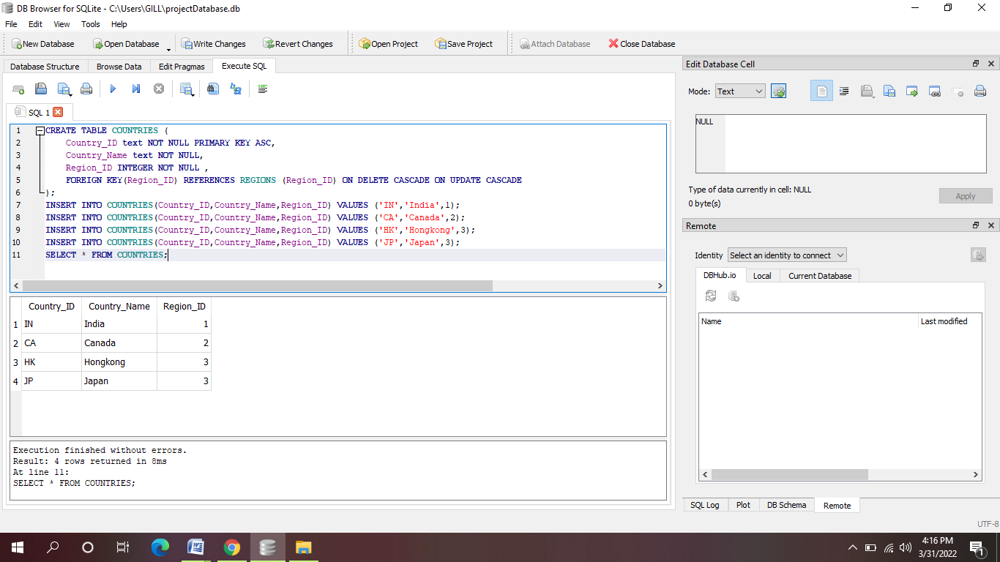 DB Browser for SQLite - C:\Users\GILL\projectDatabase.db
File Edit View Tools Help
New Database Open Database Write Changes Revert Changes Open Project Save Project Attach Database Close Database
Database Structure Browse Data Edit Pragmas Execute SQL
SQL 1
1 CREATE TABLE COUNTRIES (
2 Country_ID text NOT NULL PRIMARY KEY ASC,
3 Country_Name text NOT NULL,
4 Region_ID INTEGER NOT NULL ,
5 FOREIGN KEY(Region_ID) REFERENCES REGIONS (Region_ID) ON DELETE CASCADE ON UPDATE CASCADE
6 );
7 INSERT INTO COUNTRIES(Country_ID,Country_Name,Region_ID) VALUES ('IN','India',1);
8 INSERT INTO COUNTRIES(Country_ID,Country_Name,Region_ID) VALUES ('CA','Canada',2);
9 INSERT INTO COUNTRIES(Country_ID,Country_Name,Region_ID) VALUES ('HK','Hongkong',3);
10 INSERT INTO COUNTRIES(Country_ID,Country_Name,Region_ID) VALUES ('JP','Japan',3);
11 SELECT * FROM COUNTRIES;
Country_ID Country_Name Region_ID
1 IN India 1
2 CA Canada 2
3 HK Hongkong 3
4 JP Japan 3
Execution finished without errors.
Result: 4 rows returned in 8ms
At line 11:
SELECT * FROM COUNTRIES;
Edit Database Cell
Mode: Text
NULL
Type of data currently in cell: NULL
0 byte(s)
Apply
Remote
Identity Select an identity to connect
DBHub.io Local Current Database
Name Last modified
SQL Log Plot DB Schema Remote
UTF-8
4:16 PM
3/31/2022
1